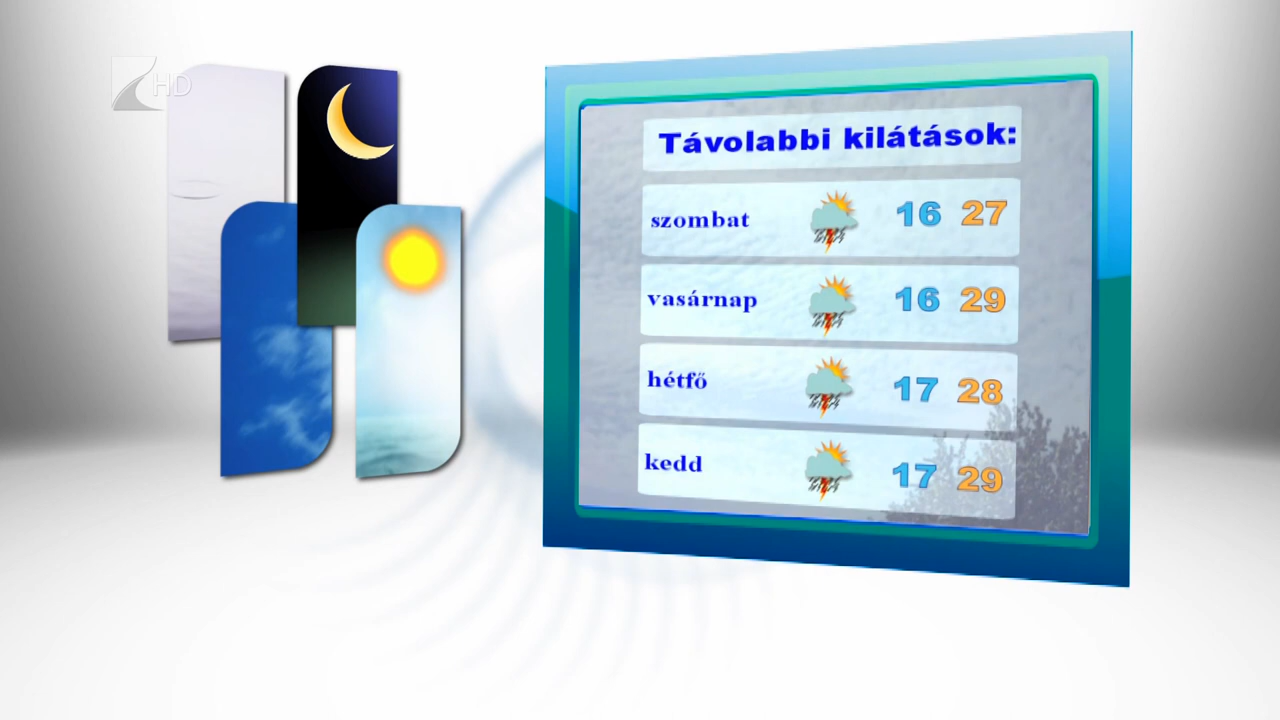 HD
Távolabbi kilátások:
szombat 16 27
vasárnap 16 29
hétfő 17 28
kedd 17 29